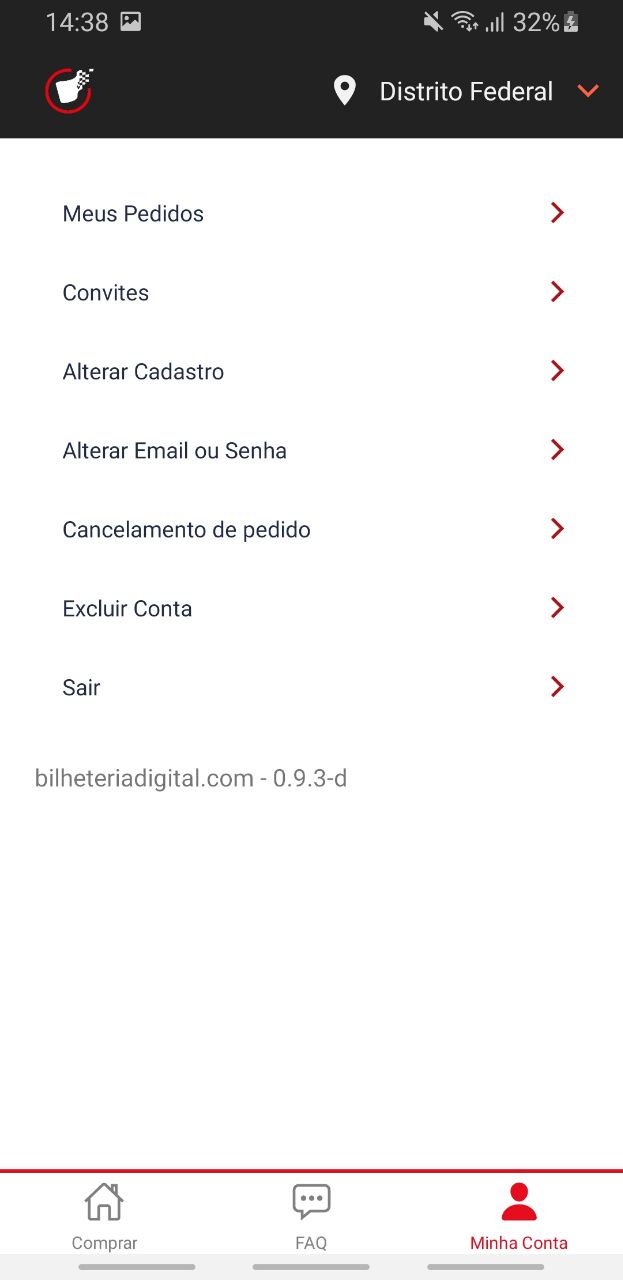 14:38 32%
Distrito Federal
Meus Pedidos
Convites
Alterar Cadastro
Alterar Email ou Senha
Cancelamento de pedido
Excluir Conta
Sair
bilheteriadigital.com - 0.9.3-d
Comprar FAQ Minha Conta